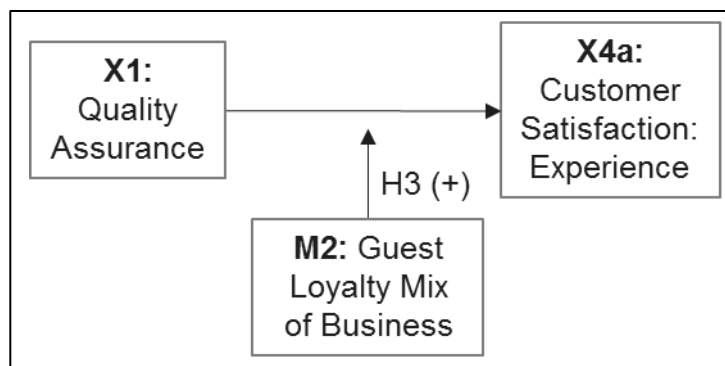 X1:
Quality
Assurance
X4a:
Customer
Satisfaction:
Experience
H3 (+)
M2: Guest
Loyalty Mix
of Business